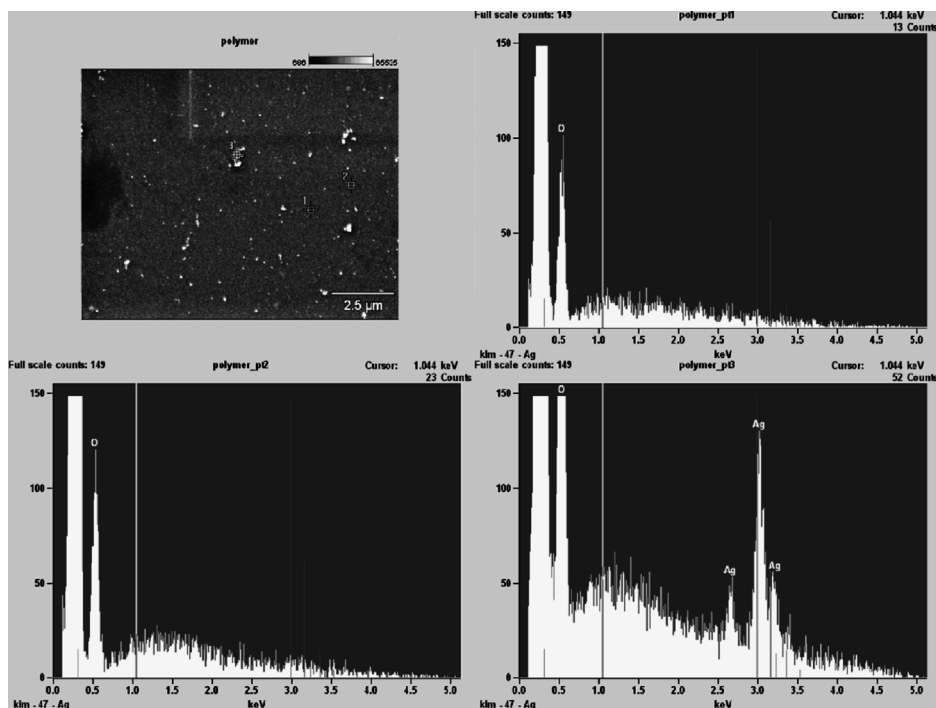 polymer
666 65535
3
2
1
2.5 µm
Full scale counts: 149 polymer_pt1 Cursor: 1.044 keV
13 Counts
150
O
100
50
0
0.0 0.5 1.0 1.5 2.0 2.5 3.0 3.5 4.0 4.5 5.0
klm - 47 - Ag keV
Full scale counts: 149 polymer_pt2 Cursor: 1.044 keV
23 Counts
150
O
100
50
0
0.0 0.5 1.0 1.5 2.0 2.5 3.0 3.5 4.0 4.5 5.0
klm - 47 - Ag keV
Full scale counts: 149 polymer_pt3 Cursor: 1.044 keV
52 Counts
150
O
Ag
100
Ag
Ag
50
0
0.0 0.5 1.0 1.5 2.0 2.5 3.0 3.5 4.0 4.5 5.0
klm - 47 - Ag keV